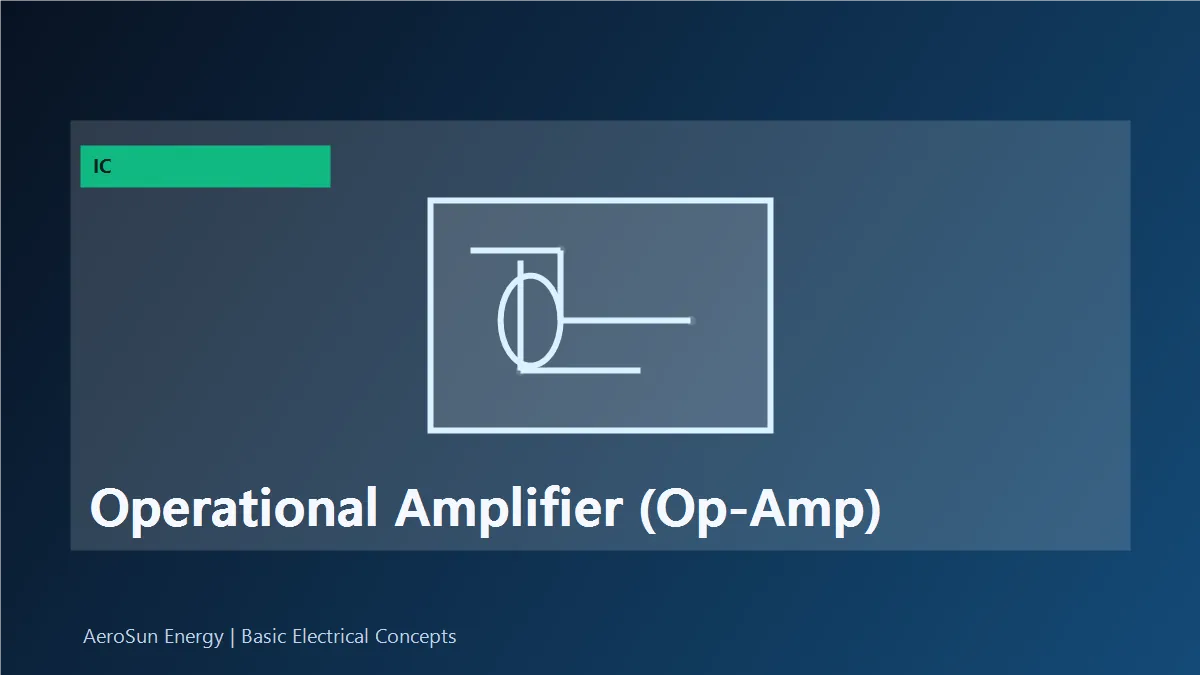 IC
Operational Amplifier (Op-Amp)
AeroSun Energy | Basic Electrical Concepts